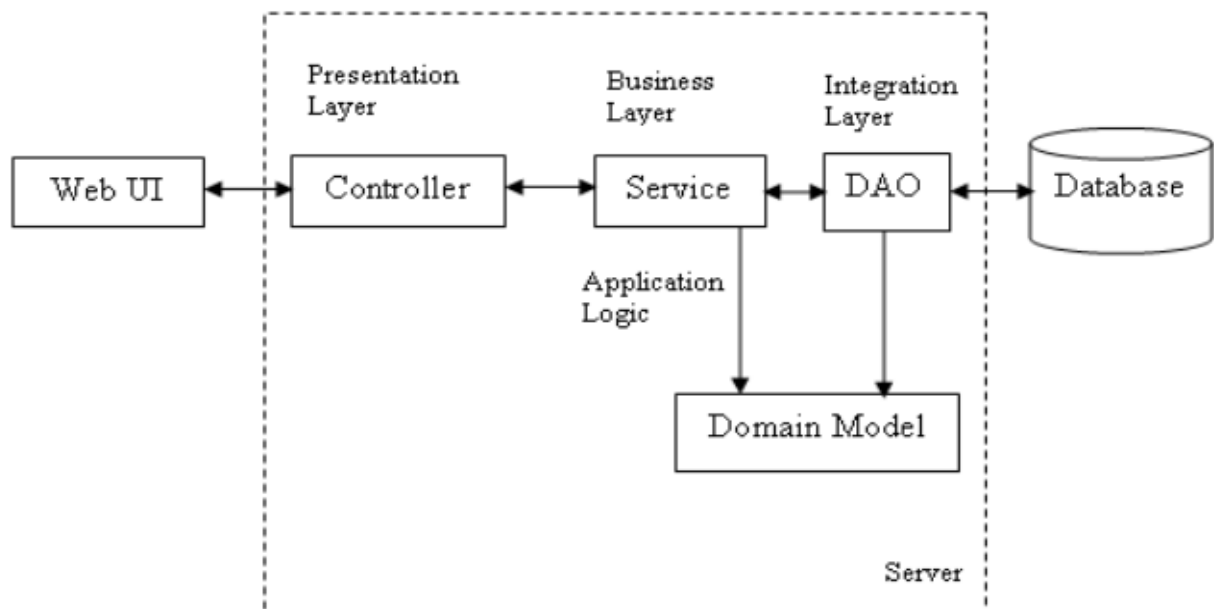 Presentation
Layer
Business
Layer
Integration
Layer
Web UI
Controller
Service
DAO
Database
Application
Logic
Domain Model
Server